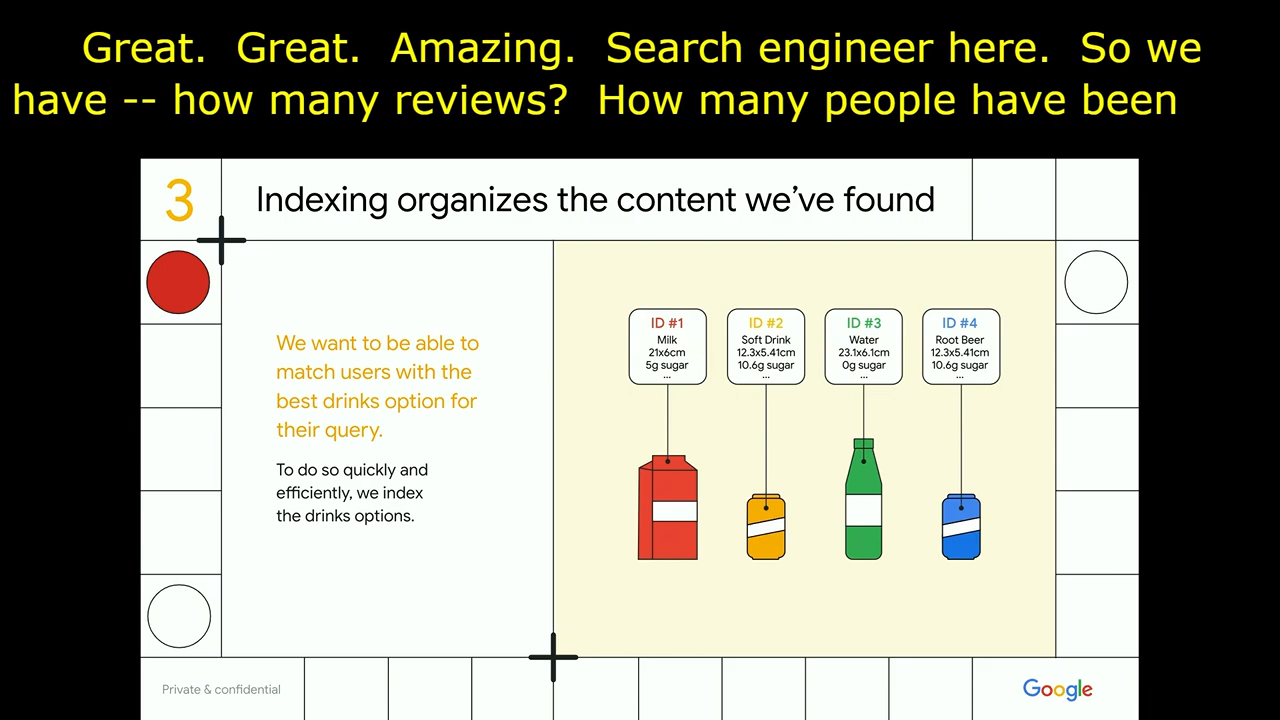 Great.  Great.  Amazing.  Search engineer here.  So we
have -- how many reviews?  How many people have been
3
Indexing organizes the content we’ve found
We want to be able to
match users with the
best drinks option for
their query.
To do so quickly and
efficiently, we index
the drinks options.
ID #1
Milk
21x6cm
5g sugar
...
ID #2
Soft Drink
12.3x5.41cm
10.6g sugar
...
ID #3
Water
23.1x6.1cm
0g sugar
...
ID #4
Root Beer
12.3x5.41cm
10.6g sugar
...
Private & confidential
Google